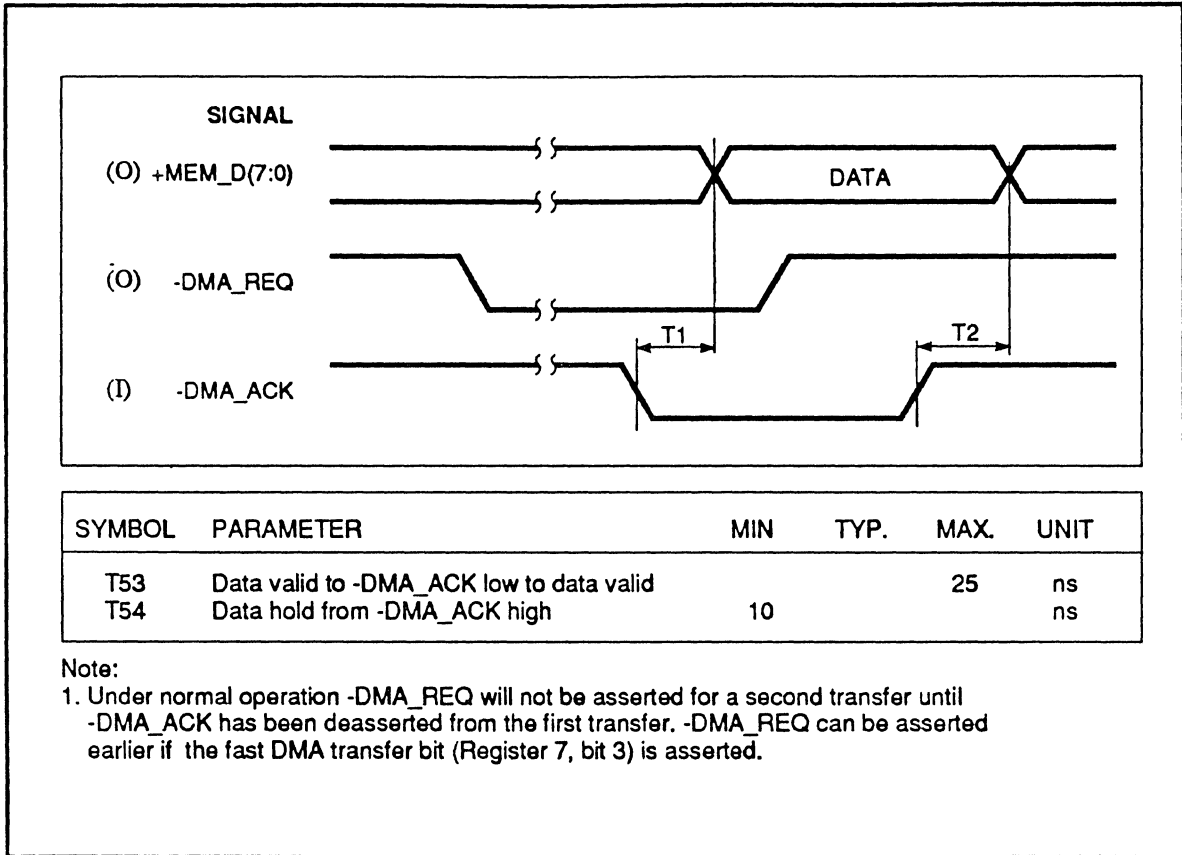 SIGNAL
(O) +MEM_D(7:0)
DATA
(O) -DMA_REQ
T1
T2
(I) -DMA_ACK
SYMBOL PARAMETER MIN TYP. MAX. UNIT
T53 Data valid to -DMA_ACK low to data valid 25 ns
T54 Data hold from -DMA_ACK high 10 ns
Note:
1. Under normal operation -DMA_REQ will not be asserted for a second transfer until
-DMA_ACK has been deasserted from the first transfer. -DMA_REQ can be asserted
earlier if the fast DMA transfer bit (Register 7, bit 3) is asserted.